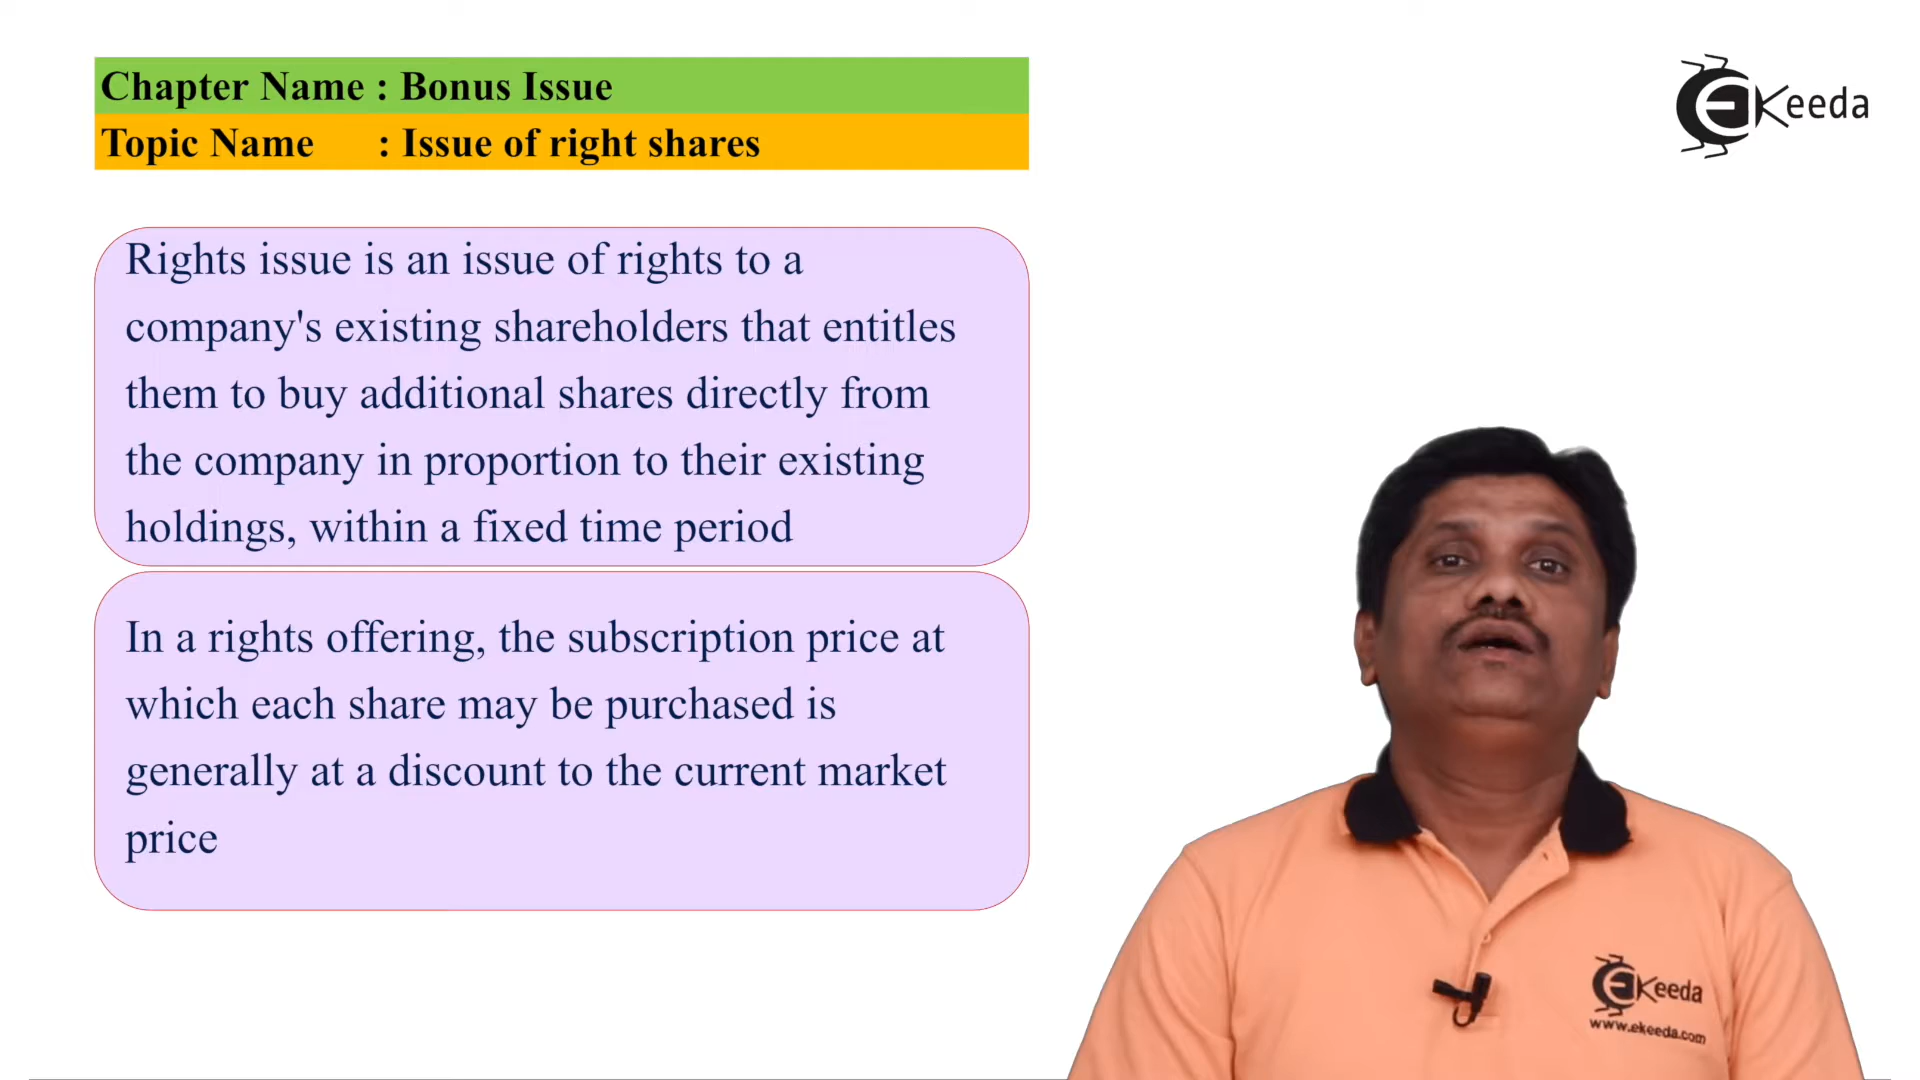 Chapter Name : Bonus Issue
Topic Name : Issue of right shares
EKeeda
Rights issue is an issue of rights to a
company's existing shareholders that entitles
them to buy additional shares directly from
the company in proportion to their existing
holdings, within a fixed time period
In a rights offering, the subscription price at
which each share may be purchased is
generally at a discount to the current market
price
EKeeda
www.ekeeda.com